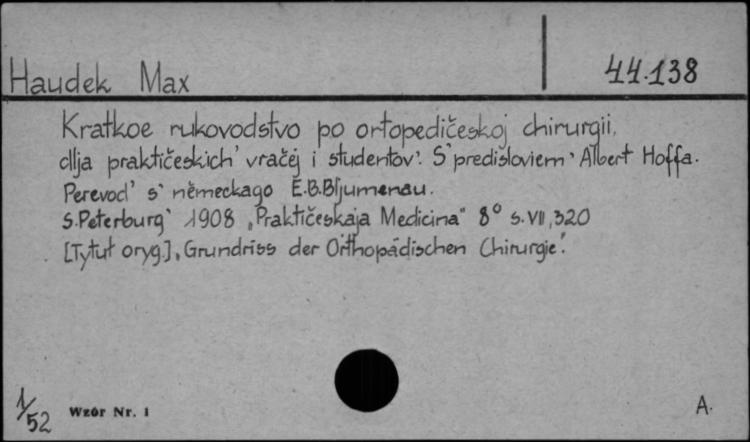 44.138
Haudek Max
Kratkoe rukovodstvo po ortopedičeskoj chirurgii,
dlja praktičeskich' vračej i studentov'. S' predisloviem' Albert Hoffa.
Perevod' s' německago E.B.Bljumenau.
S.Peterburg' 1908 „Praktičeskaja Medicina" 8° s.VII,320
[Tytuł oryg.] „Grundriss der Orthopädischen Chirurgie".
1/52 Wzór Nr. 1
A.